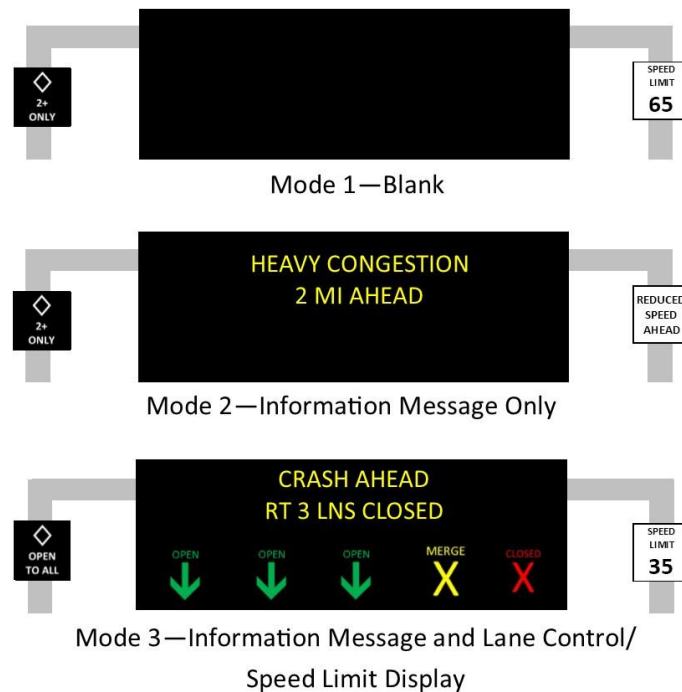 2+
ONLY
SPEED
LIMIT
65
Mode 1—Blank
HEAVY CONGESTION
2 MI AHEAD
2+
ONLY
REDUCED
SPEED
AHEAD
Mode 2—Information Message Only
CRASH AHEAD
RT 3 LNS CLOSED
OPEN
TO ALL
OPEN OPEN OPEN MERGE CLOSED
X X
SPEED
LIMIT
35
Mode 3—Information Message and Lane Control/
Speed Limit Display